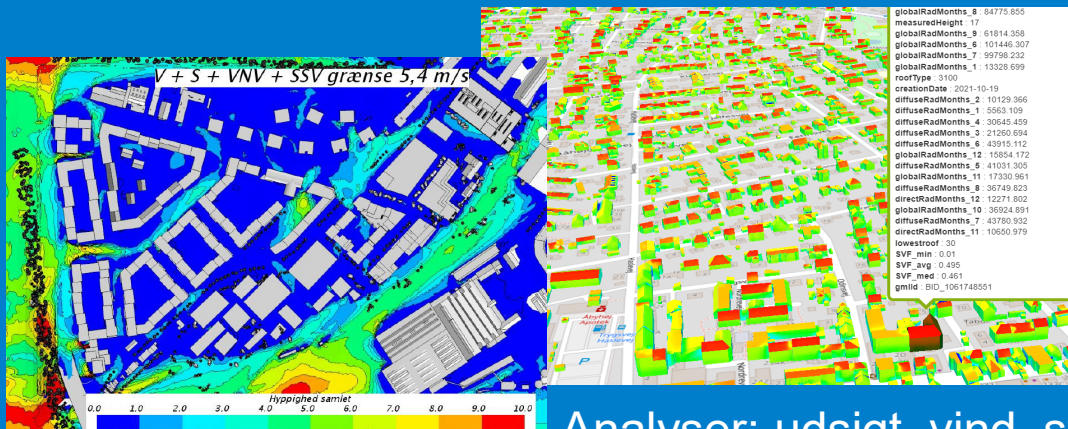 V + S + VNV + SSV grænse 5,4 m/s
Hyppighed samlet
0.0 1.0 2.0 3.0 4.0 5.0 6.0 7.0 8.0 9.0 10.0
globalRadMonths_8 : 84775.855
measuredHeight : 17
globalRadMonths_9 : 61814.358
globalRadMonths_6 : 101446.307
globalRadMonths_7 : 99798.232
globalRadMonths_1 : 13328.699
roofType : 3100
creationDate : 2021-10-19
diffuseRadMonths_2 : 10129.366
diffuseRadMonths_1 : 5563.109
diffuseRadMonths_4 : 30645.459
diffuseRadMonths_3 : 21260.694
diffuseRadMonths_6 : 43915.112
globalRadMonths_12 : 15854.172
diffuseRadMonths_5 : 41031.305
globalRadMonths_11 : 17330.961
diffuseRadMonths_8 : 36749.823
directRadMonths_12 : 12271.802
globalRadMonths_10 : 36924.891
diffuseRadMonths_7 : 43780.932
directRadMonths_11 : 10650.979
lowestroof : 30
SVF_min : 0.01
SVF_avg : 0.495
SVF_med : 0.461
gmlId : BID_1061748551
Åbyhøj
Apotek
Trygsvej
P
Analyser: udsigt, vind, s